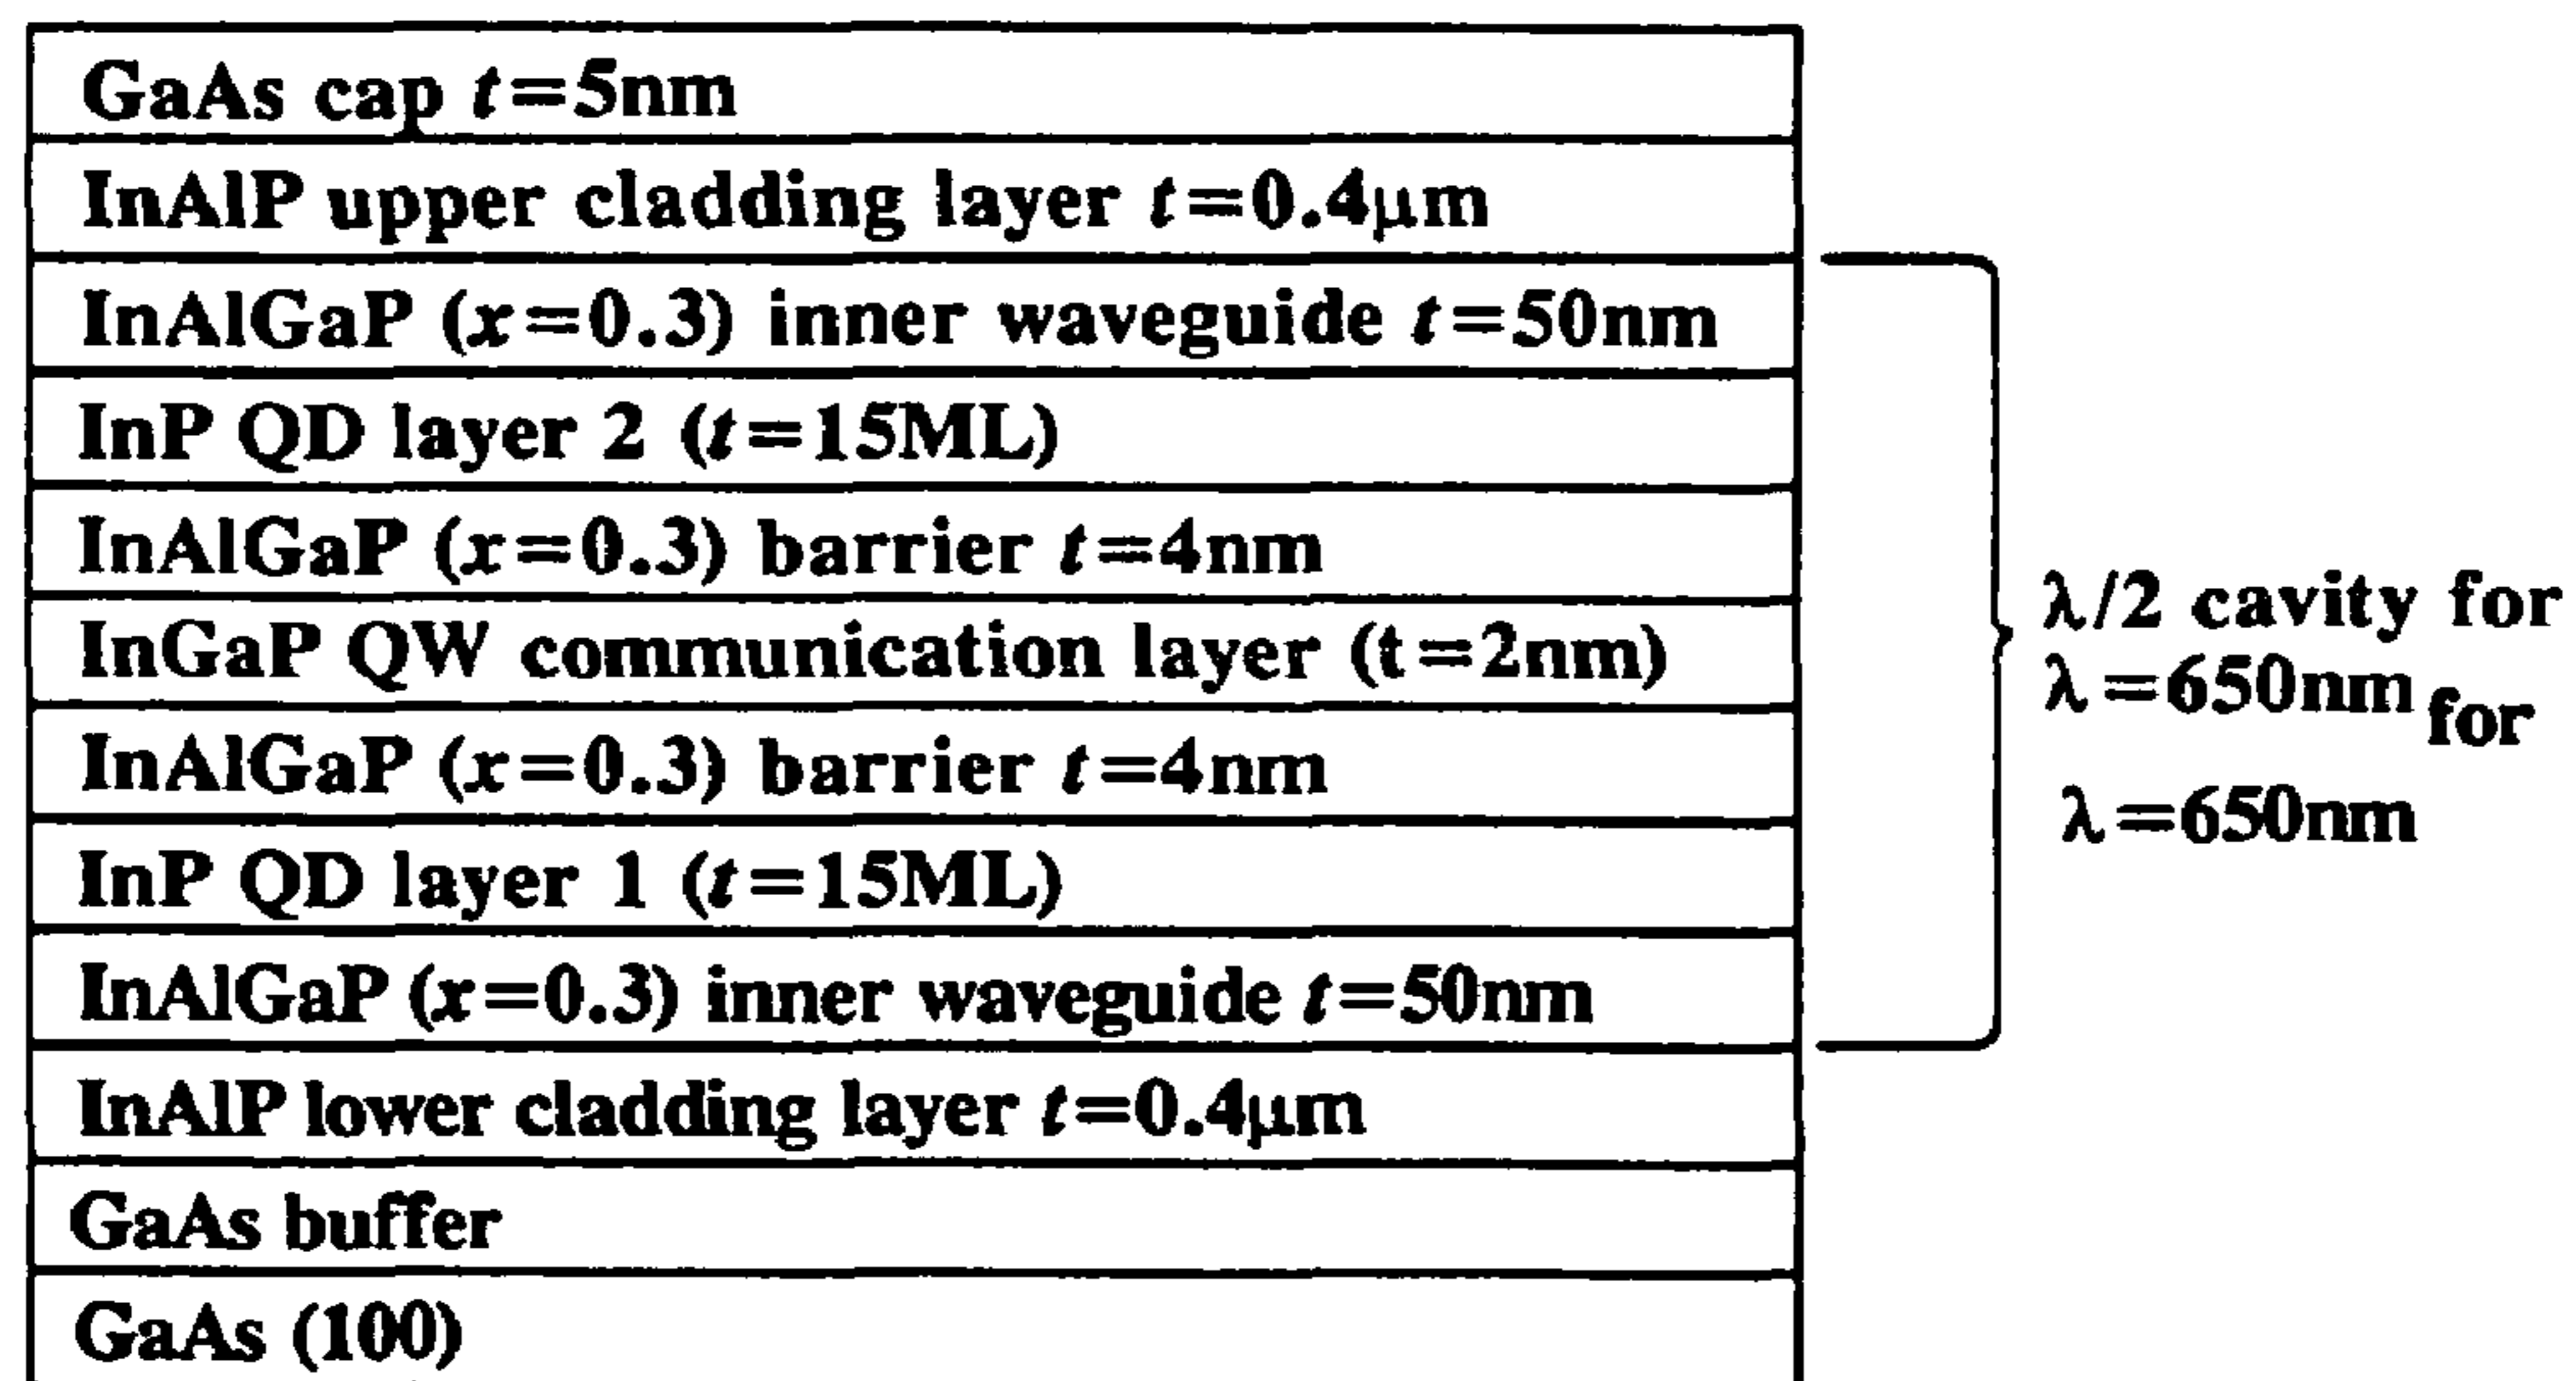 GaAs cap t=5nm
InAlP upper cladding layer t=0.4μm
InAlGaP (x=0.3) inner waveguide t=50nm
InP QD layer 2 (t=15ML)
InAlGaP (x=0.3) barrier t=4nm
InGaP QW communication layer (t=2nm)
InAlGaP (x=0.3) barrier t=4nm
InP QD layer 1 (t=15ML)
InAlGaP (x=0.3) inner waveguide t=50nm
InAlP lower cladding layer t=0.4μm
GaAs buffer
GaAs (100)
λ/2 cavity for
λ=650nm for
λ=650nm